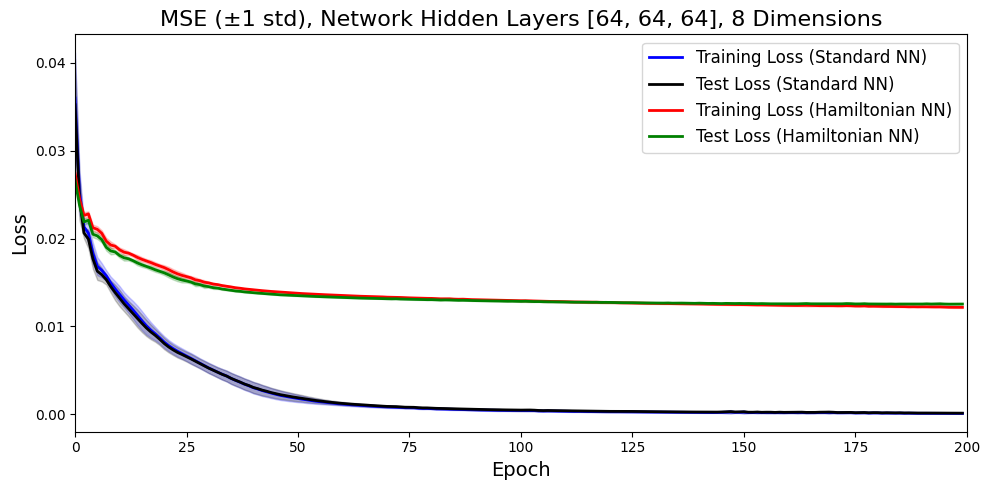 MSE (±1 std), Network Hidden Layers [64, 64, 64], 8 Dimensions
Training Loss (Standard NN)
Test Loss (Standard NN)
Training Loss (Hamiltonian NN)
Test Loss (Hamiltonian NN)
Loss
0.04
0.03
0.02
0.01
0.00
0 25 50 75 100 125 150 175 200
Epoch